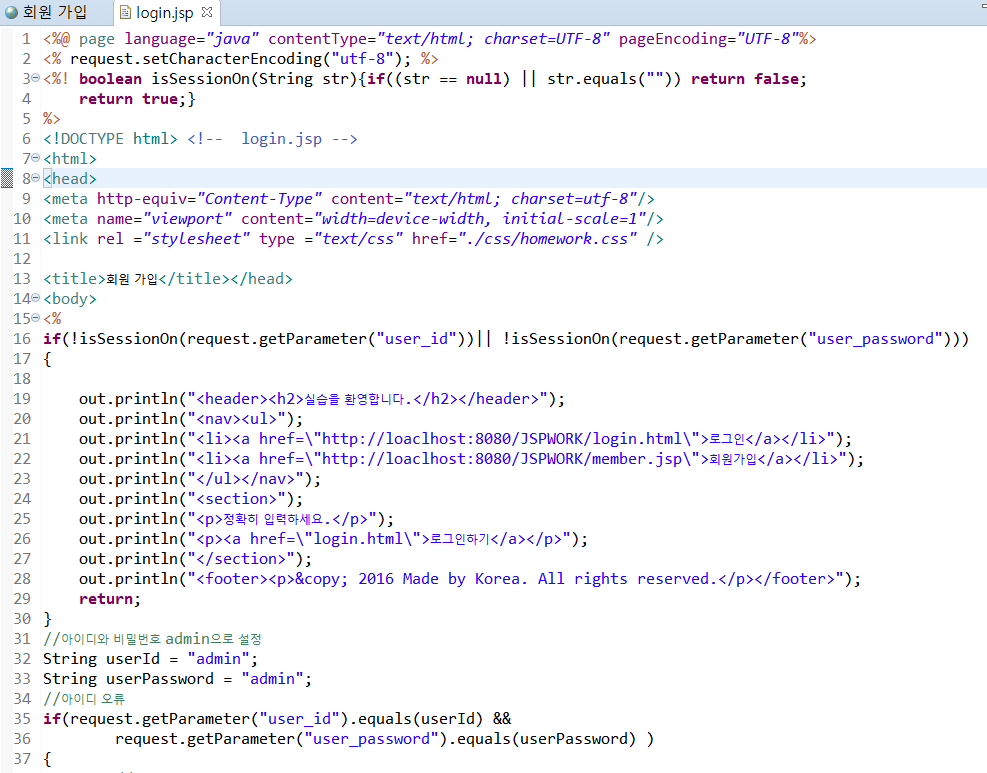 회원 가입 login.jsp
1 <%@ page language="java" contentType="text/html; charset=UTF-8" pageEncoding="UTF-8"%>
2 <% request.setCharacterEncoding("utf-8"); %>
3 <%! boolean isSessionOn(String str){if((str == null) || str.equals("")) return false;
4 return true;}
5 %>
6 <!DOCTYPE html> <!-- login.jsp -->
7 <html>
8 <head>
9 <meta http-equiv="Content-Type" content="text/html; charset=utf-8"/>
10 <meta name="viewport" content="width=device-width, initial-scale=1"/>
11 <link rel ="stylesheet" type ="text/css" href="./css/homework.css" />
12
13 <title>회원 가입</title></head>
14 <body>
15 <%
16 if(!isSessionOn(request.getParameter("user_id"))|| !isSessionOn(request.getParameter("user_password")))
17 {
18
19 out.println("<header><h2>실습을 환영합니다.</h2></header>");
20 out.println("<nav><ul>");
21 out.println("<li><a href=\"http://loaclhost:8080/JSPWORK/login.html\">로그인</a></li>");
22 out.println("<li><a href=\"http://loaclhost:8080/JSPWORK/member.jsp\">회원가입</a></li>");
23 out.println("</ul></nav>");
24 out.println("<section>");
25 out.println("<p>정확히 입력하세요.</p>");
26 out.println("<p><a href=\"login.html\">로그인하기</a></p>");
27 out.println("</section>");
28 out.println("<footer><p>&copy; 2016 Made by Korea. All rights reserved.</p></footer>");
29 return;
30 }
31 //아이디와 비밀번호 admin으로 설정
32 String userId = "admin";
33 String userPassword = "admin";
34 //아이디 오류
35 if(request.getParameter("user_id").equals(userId) &&
36 request.getParameter("user_password").equals(userPassword) )
37 {